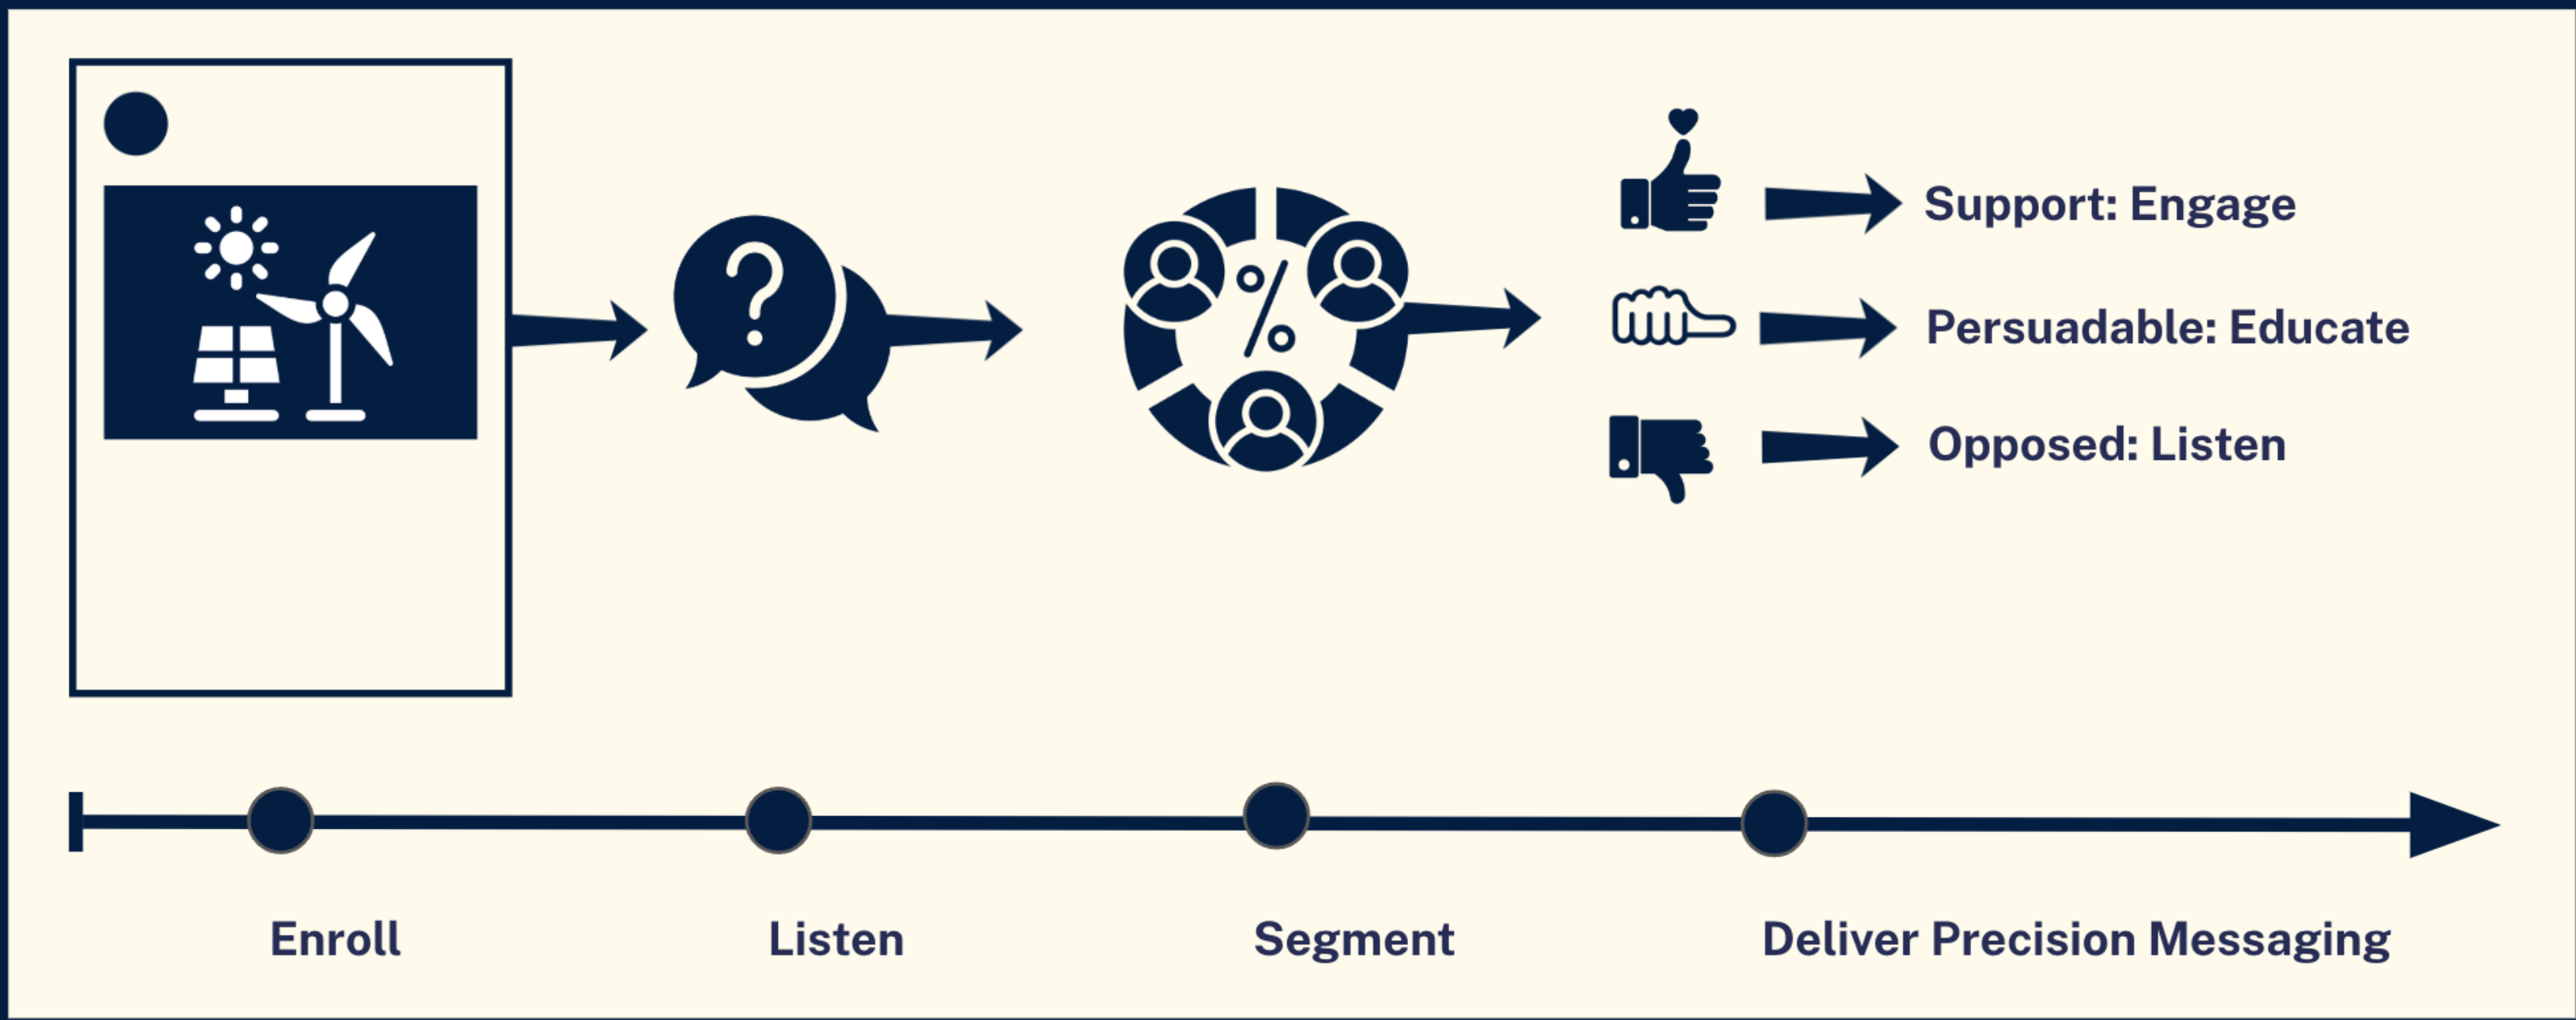 Support: Engage
Persuadable: Educate
Opposed: Listen
Enroll
Listen
Segment
Deliver Precision Messaging